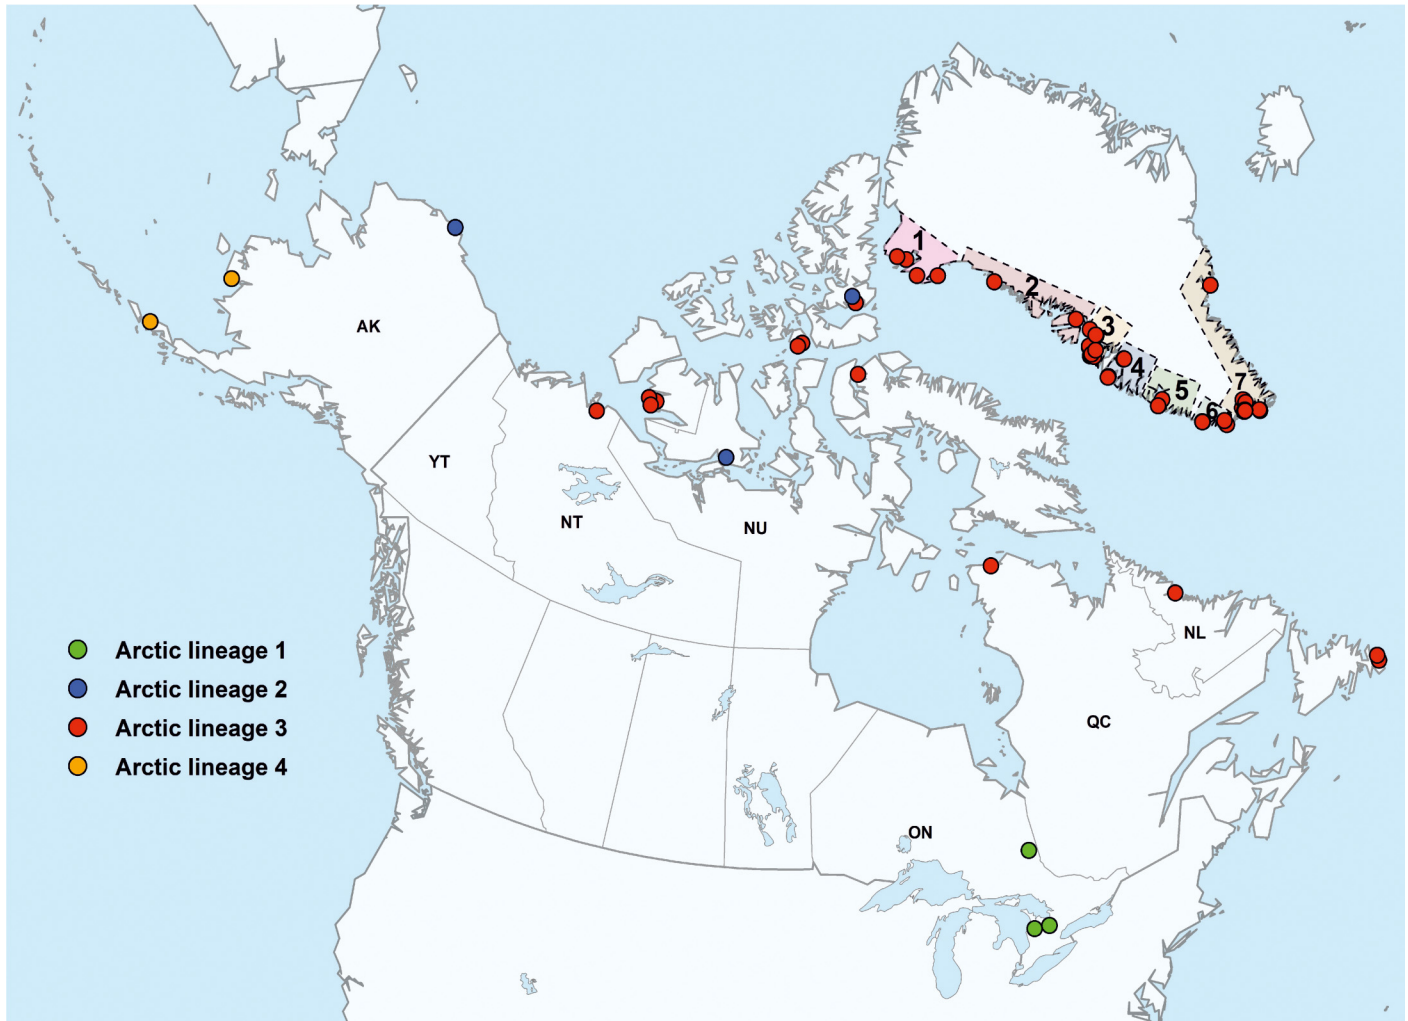 1
2
3
4
5
6
7
AK
YT
NT
NU
NL
QC
ON
Arctic lineage 1
Arctic lineage 2
Arctic lineage 3
Arctic lineage 4